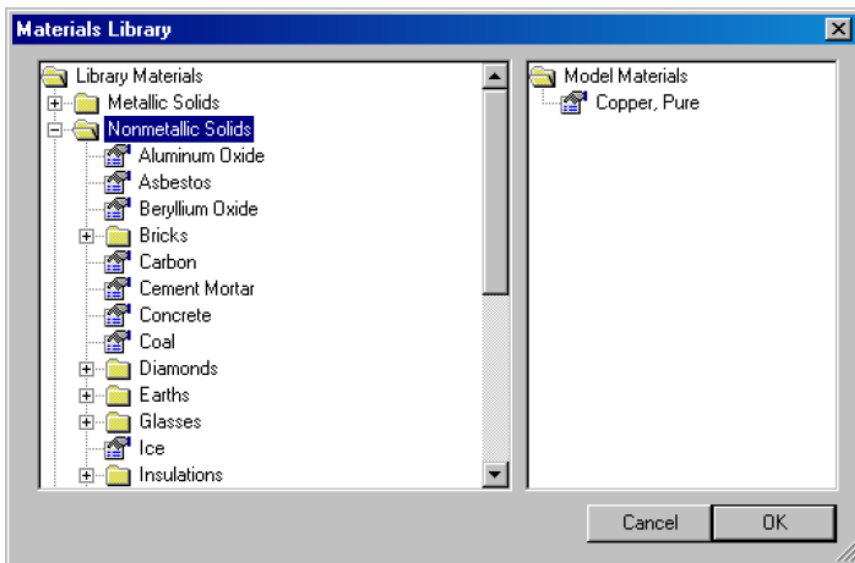 Materials Library
Library Materials
Metallic Solids
Nonmetallic Solids
Aluminum Oxide
Asbestos
Beryllium Oxide
Bricks
Carbon
Cement Mortar
Concrete
Coal
Diamonds
Earths
Glasses
Ice
Insulations
Model Materials
Copper, Pure
Cancel
OK